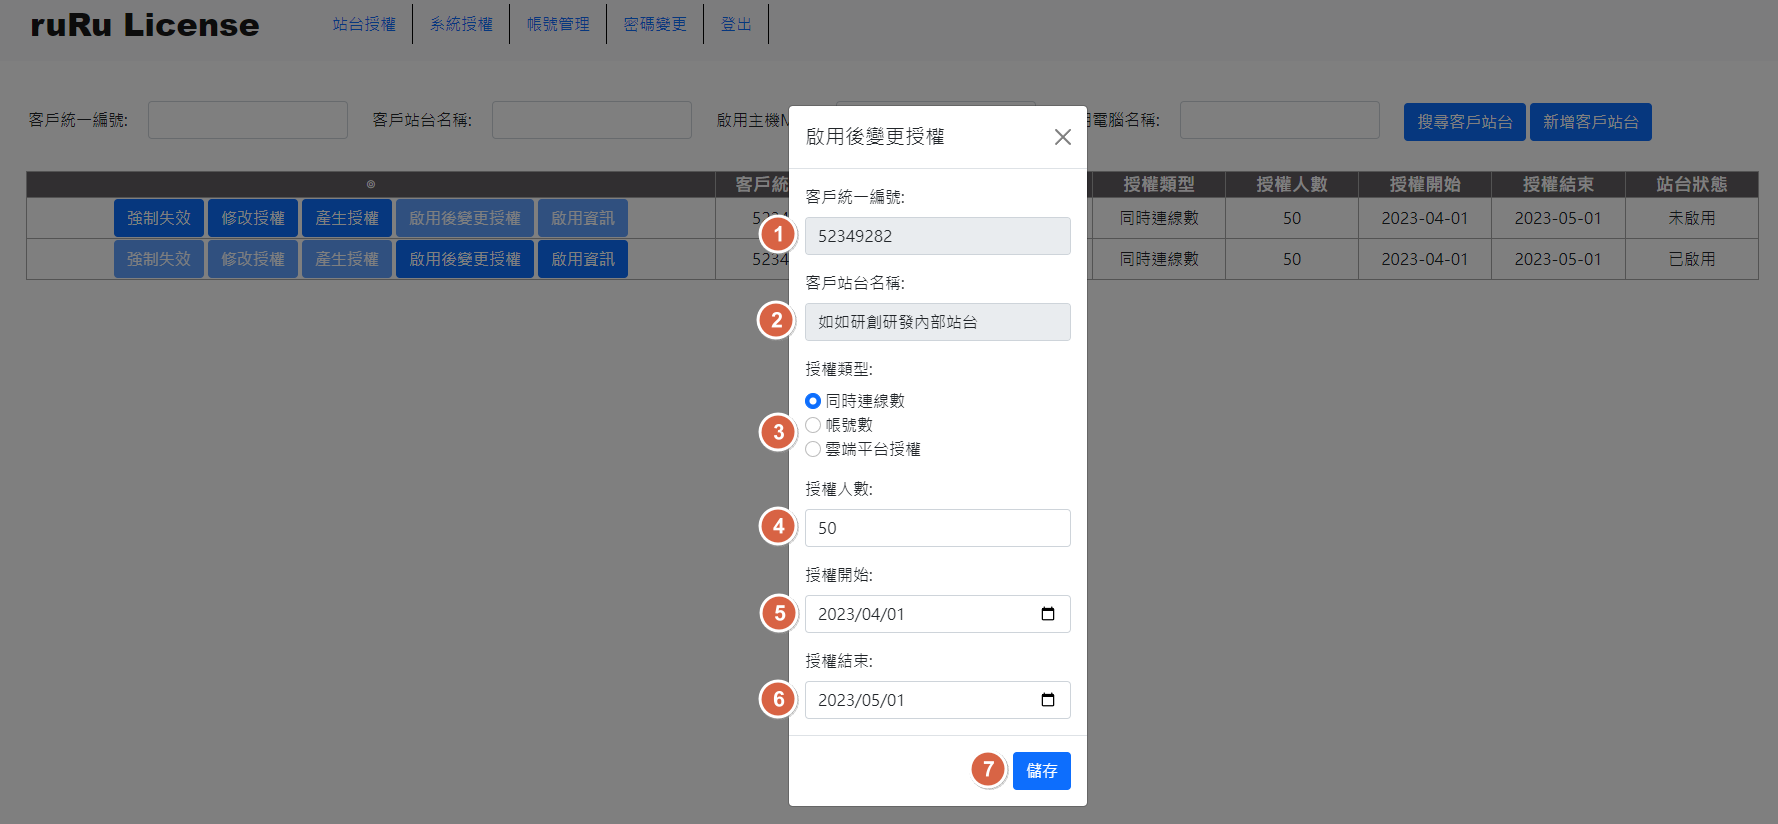 ruRu License 站台授權 系統授權 帳號管理 密碼變更 登出
客戶統一編號: 客戶站台名稱: 啟用主機 電腦名稱: 搜尋客戶站台 新增客戶站台
◎ 客戶統 授權類型 授權人數 授權開始 授權結束 站台狀態
強制失效 修改授權 產生授權 啟用後變更授權 啟用資訊 同時連線數 50 2023-04-01 2023-05-01 未啟用
強制失效 修改授權 產生授權 啟用後變更授權 啟用資訊 5234 同時連線數 50 2023-04-01 2023-05-01 已啟用
啟用後變更授權
客戶統一編號:
1 52349282
客戶站台名稱:
2 如如研創研發內部站台
授權類型:
同時連線數
3 帳號數
雲端平台授權
授權人數:
4 50
授權開始:
5 2023/04/01
授權結束:
6 2023/05/01
7 儲存